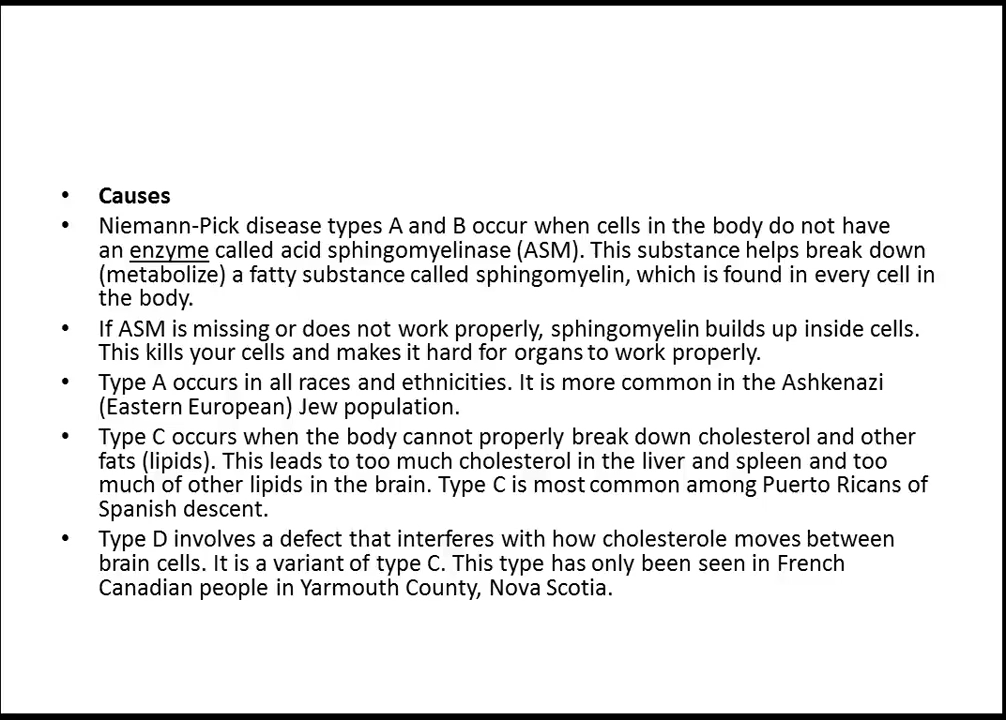 • Causes
• Niemann-Pick disease types A and B occur when cells in the body do not have
an enzyme called acid sphingomyelinase (ASM). This substance helps break down
(metabolize) a fatty substance called sphingomyelin, which is found in every cell in
the body.
• If ASM is missing or does not work properly, sphingomyelin builds up inside cells.
This kills your cells and makes it hard for organs to work properly.
• Type A occurs in all races and ethnicities. It is more common in the Ashkenazi
(Eastern European) Jew population.
• Type C occurs when the body cannot properly break down cholesterol and other
fats (lipids). This leads to too much cholesterol in the liver and spleen and too
much of other lipids in the brain. Type C is most common among Puerto Ricans of
Spanish descent.
• Type D involves a defect that interferes with how cholesterole moves between
brain cells. It is a variant of type C. This type has only been seen in French
Canadian people in Yarmouth County, Nova Scotia.